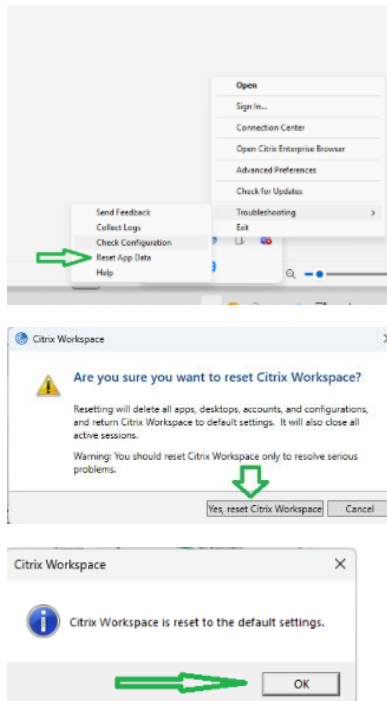 Open
Sign In...
Connection Center
Open Citrix Enterprise Browser
Advanced Preferences
Check for Updates
Send Feedback
Troubleshooting >
Collect Logs
Exit
Check Configuration
Reset App Data
Help
Citrix Workspace
Are you sure you want to reset Citrix Workspace?
Resetting will delete all apps, desktops, accounts, and configurations,
and return Citrix Workspace to default settings. It will also close all
active sessions.
Warning: You should reset Citrix Workspace only to resolve serious
problems.
Yes, reset Citrix Workspace Cancel
Citrix Workspace
Citrix Workspace is reset to the default settings.
OK